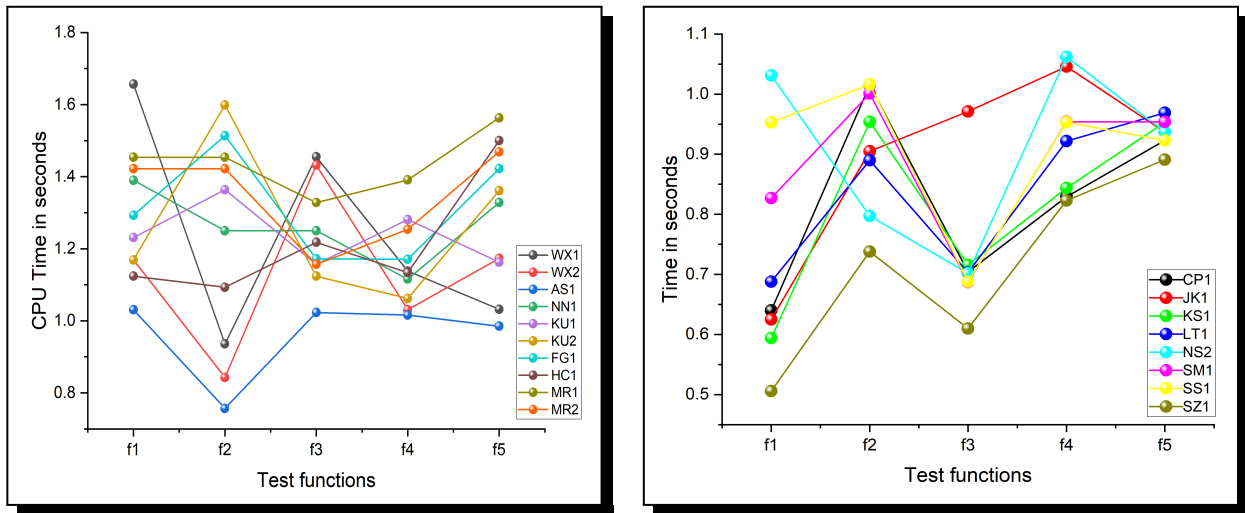 1.8
1.6
1.4
1.2
1.0
0.8
CPU Time in seconds
f1 f2 f3 f4 f5
Test functions
WX1
WX2
AS1
NN1
KU1
KU2
FG1
HC1
MR1
MR2
1.1
1.0
0.9
0.8
0.7
0.6
0.5
Time in seconds
f1 f2 f3 f4 f5
Test functions
CP1
JK1
KS1
LT1
NS2
SM1
SS1
SZ1